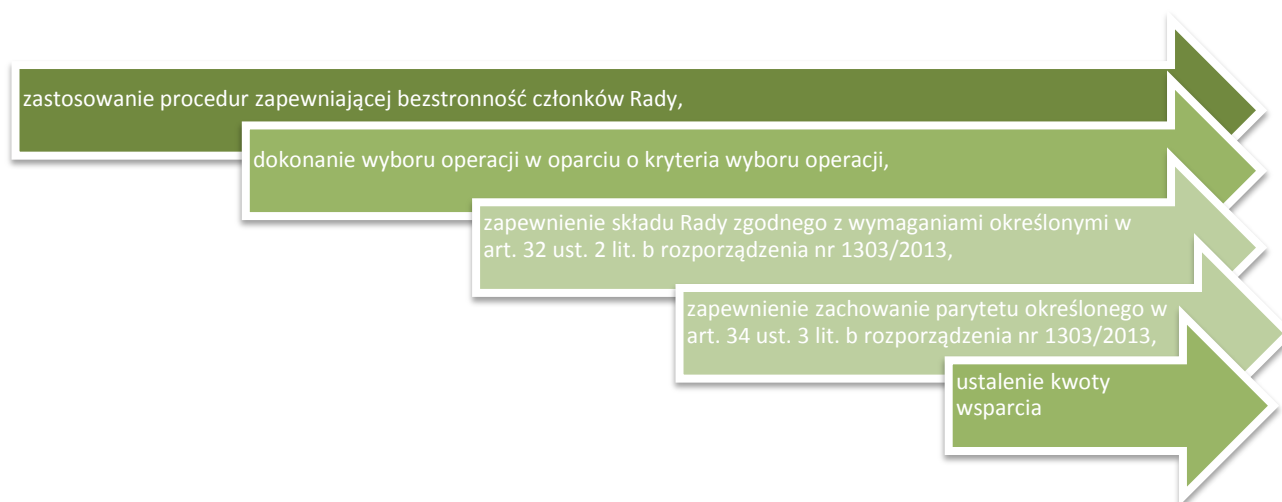 zastosowanie procedur zapewniającej bezstronność członków Rady,
dokonanie wyboru operacji w oparciu o kryteria wyboru operacji,
zapewnienie składu Rady zgodnego z wymaganiami określonymi w
art. 32 ust. 2 lit. b rozporządzenia nr 1303/2013,
zapewnienie zachowanie parytetu określonego w
art. 34 ust. 3 lit. b rozporządzenia nr 1303/2013,
ustalenie kwoty
wsparcia